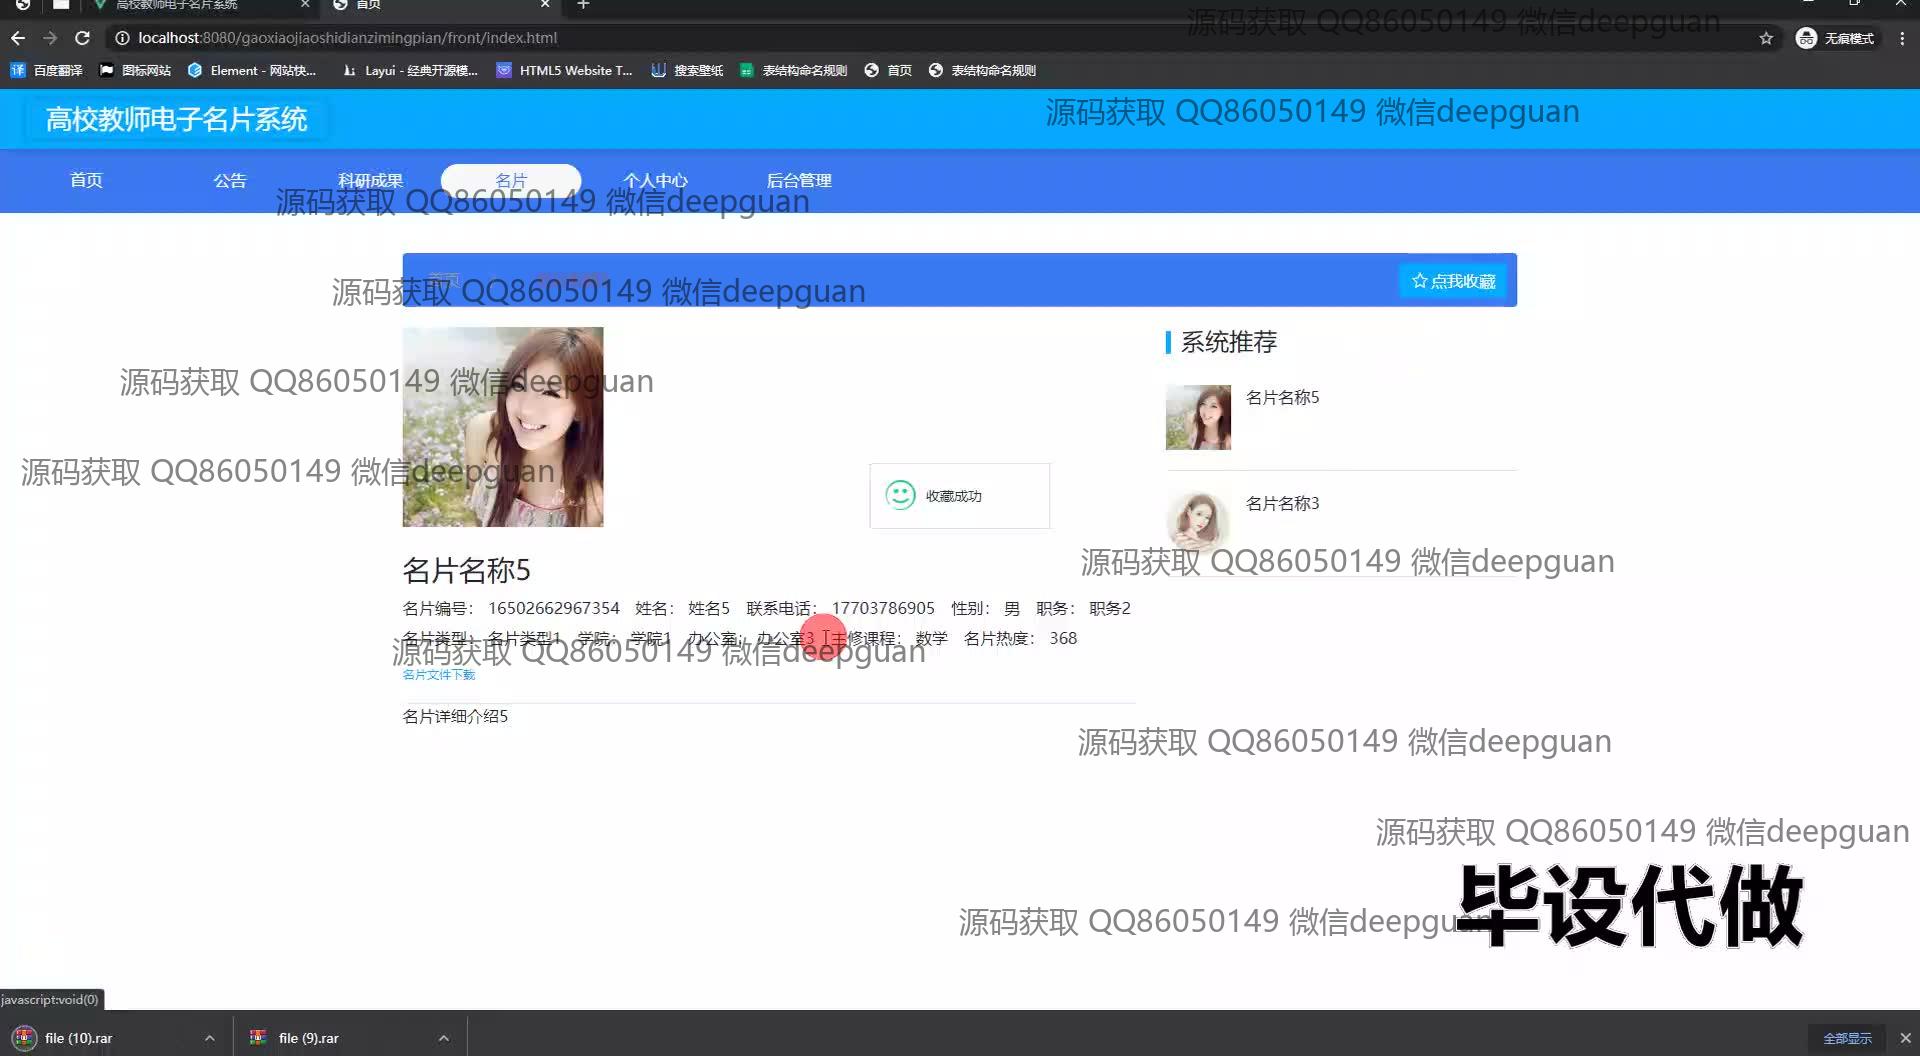 高校教师电子名片系统
首页
localhost:8080/gaoxiaojiaoshidianzimingpian/front/index.html
无痕模式
源码获取 QQ86050149 微信deepguan
百度翻译
图标网站
Element - 网站快...
Layui - 经典开源模...
HTML5 Website T...
搜索壁纸
表结构命名规则
首页
表结构命名规则
高校教师电子名片系统
源码获取 QQ86050149 微信deepguan
首页
公告
科研成果
名片
个人中心
后台管理
源码获取 QQ86050149 微信deepguan
首页
点我收藏
源码获取 QQ86050149 微信deepguan
系统推荐
名片名称5
源码获取 QQ86050149 微信deepguan
源码获取 QQ86050149 微信deepguan
收藏成功
名片名称3
源码获取 QQ86050149 微信deepguan
名片名称5
名片编号： 16502662967354 姓名： 姓名5 联系电话： 17703786905 性别： 男 职务： 职务2
名片类型： 名片类型1 学院： 学院1 办公室： 办公室3 主修课程： 数学 名片热度： 368
源码获取 QQ86050149 微信deepguan
名片文件下载
名片详细介绍5
源码获取 QQ86050149 微信deepguan
源码获取 QQ86050149 微信deepguan
毕设代做
源码获取 QQ86050149 微信deepguan
javascript:void(0)
file (10).rar
file (9).rar
全部显示